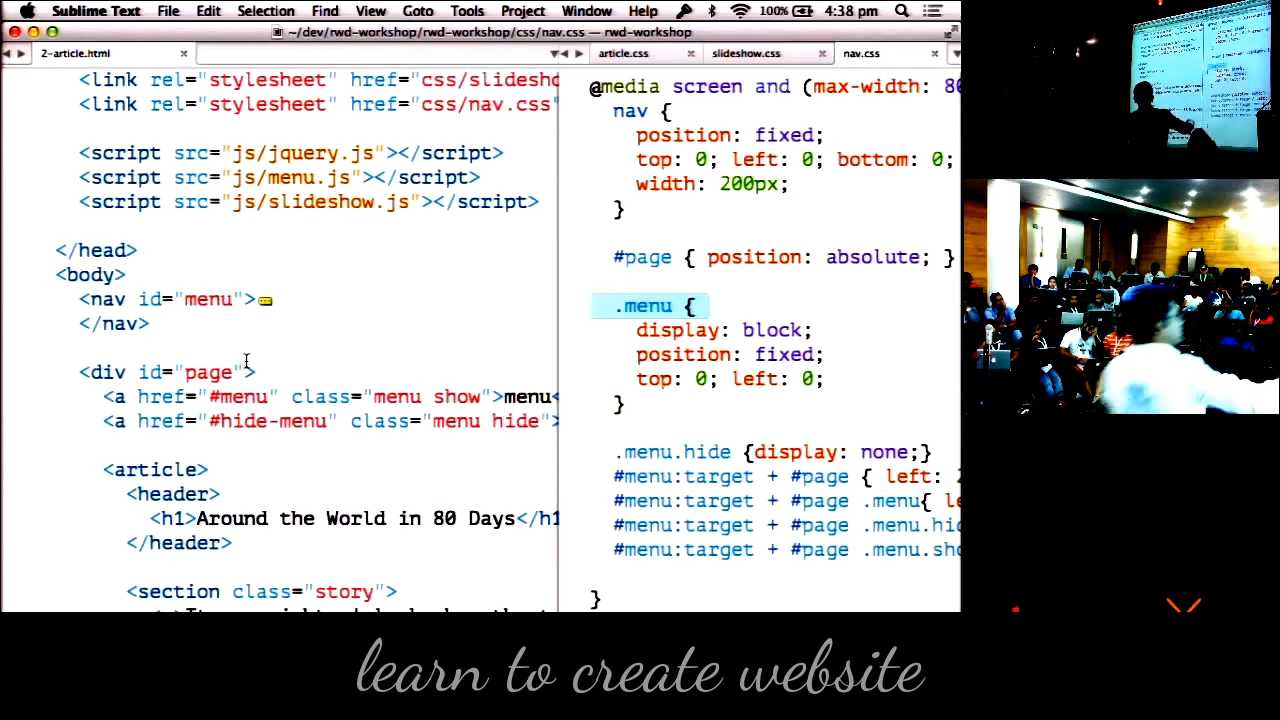 Sublime Text File Edit Selection Find View Goto Tools Project Window Help 100% 4:38 pm
~/dev/rwd-workshop/rwd-workshop/css/nav.css — rwd-workshop
2-article.html
<link rel="stylesheet" href="css/slidesho
<link rel="stylesheet" href="css/nav.css"
<script src="js/jquery.js"></script>
<script src="js/menu.js"></script>
<script src="js/slideshow.js"></script>
</head>
<body>
<nav id="menu">
</nav>
<div id="page">
<a href="#menu" class="menu show">menu<
<a href="#hide-menu" class="menu hide">
<article>
<header>
<h1>Around the World in 80 Days</h1
</header>
<section class="story">
article.css slideshow.css nav.css
@media screen and (max-width: 80
nav {
position: fixed;
top: 0; left: 0; bottom: 0;
width: 200px;
}
#page { position: absolute; }
.menu {
display: block;
position: fixed;
top: 0; left: 0;
}
.menu.hide {display: none;}
#menu:target + #page { left: 2
#menu:target + #page .menu{ le
#menu:target + #page .menu.hid
#menu:target + #page .menu.sho
}
learn to create website